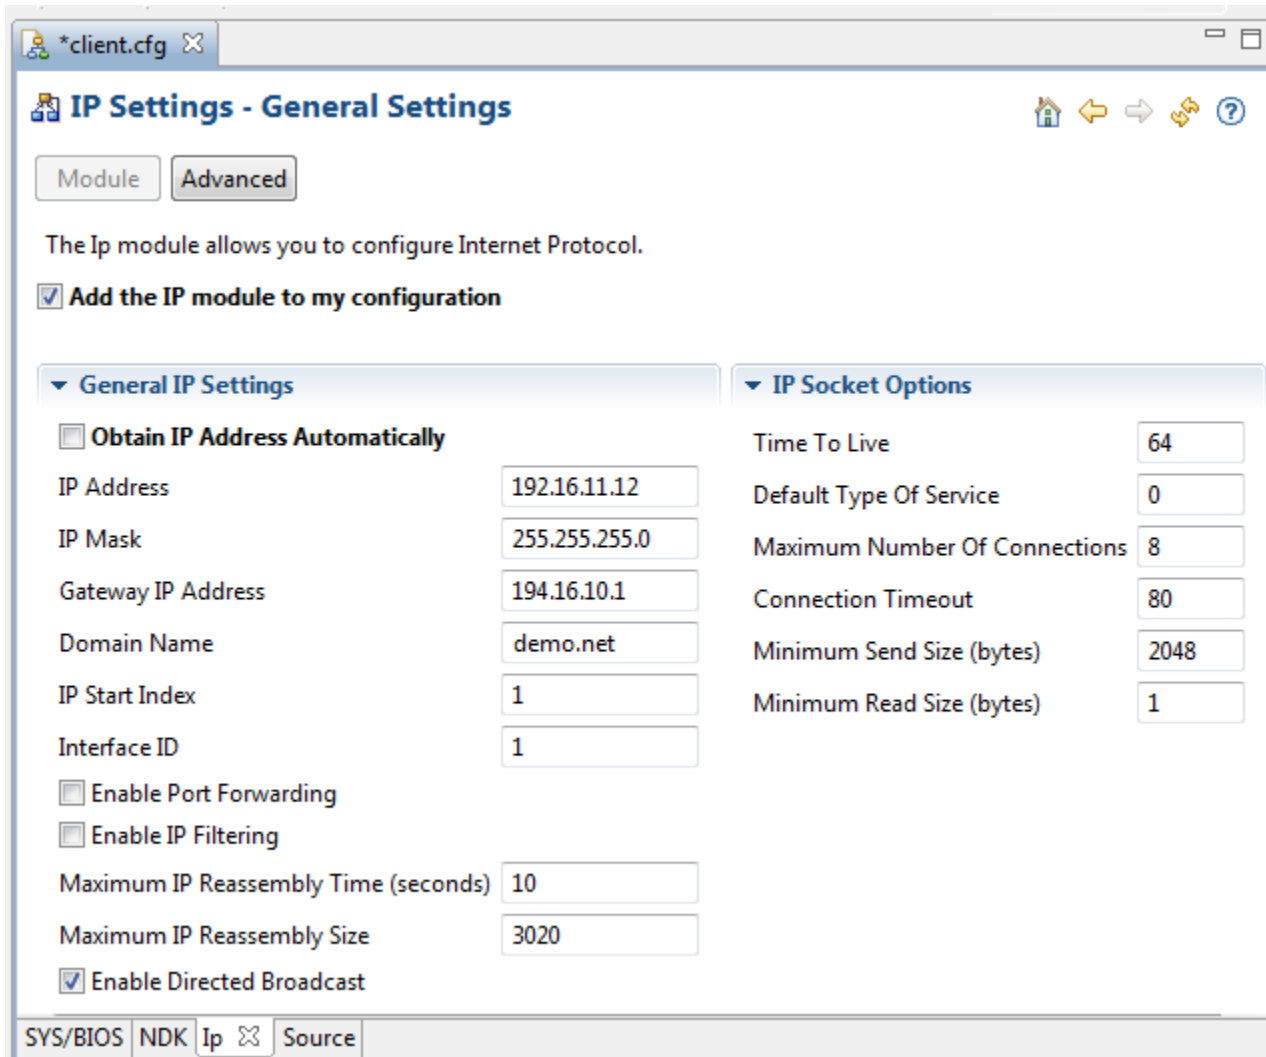 *client.cfg
IP Settings - General Settings
Module Advanced
The Ip module allows you to configure Internet Protocol.
Add the IP module to my configuration
General IP Settings
Obtain IP Address Automatically
IP Address 192.16.11.12
IP Mask 255.255.255.0
Gateway IP Address 194.16.10.1
Domain Name demo.net
IP Start Index 1
Interface ID 1
Enable Port Forwarding
Enable IP Filtering
Maximum IP Reassembly Time (seconds) 10
Maximum IP Reassembly Size 3020
Enable Directed Broadcast
IP Socket Options
Time To Live 64
Default Type Of Service 0
Maximum Number Of Connections 8
Connection Timeout 80
Minimum Send Size (bytes) 2048
Minimum Read Size (bytes) 1
SYS/BIOS NDK Ip Source